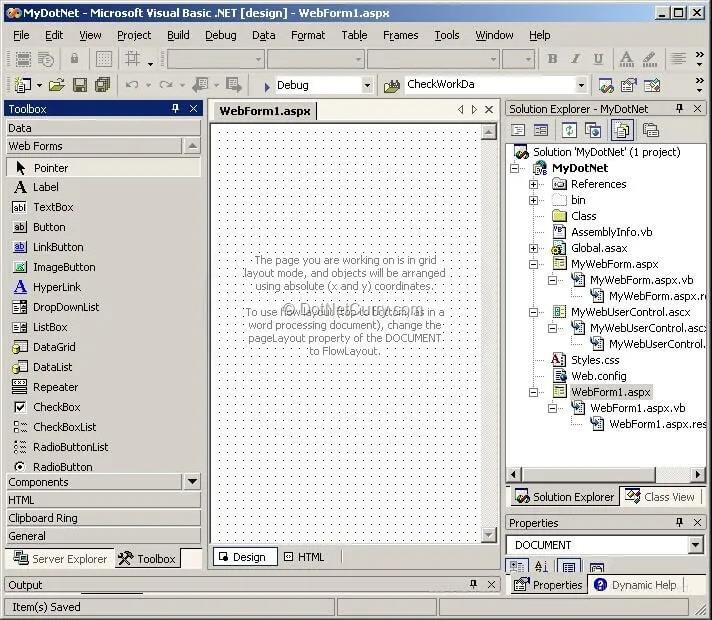 MyDotNet - Microsoft Visual Basic .NET [design] - WebForm1.aspx
File Edit View Project Build Debug Data Format Table Frames Tools Window Help
B I U A
Debug CheckWorkDa
Toolbox
Data
Web Forms
Pointer
Label
TextBox
Button
LinkButton
ImageButton
HyperLink
DropDownList
ListBox
DataGrid
DataList
Repeater
CheckBox
CheckBoxList
RadioButtonList
RadioButton
Components
HTML
Clipboard Ring
General
Server Explorer Toolbox
WebForm1.aspx
The page you are working on is in grid
layout mode, and objects will be arranged
using absolute (x and y) coordinates.
© DotNetCurry.com
To use flow layout (top to bottom, as in a
word processing document), change the
pageLayout property of the DOCUMENT
to FlowLayout.
Design HTML
Solution Explorer - MyDotNet
Solution 'MyDotNet' (1 project)
MyDotNet
References
bin
Class
AssemblyInfo.vb
Global.asax
MyWebForm.aspx
MyWebForm.aspx.vb
MyWebForm.aspx.re
MyWebUserControl.ascx
MyWebUserControl.as
MyWebUserControl.
Styles.css
Web.config
WebForm1.aspx
WebForm1.aspx.vb
WebForm1.aspx.res
Solution Explorer Class View
Properties
DOCUMENT
Properties Dynamic Help
Output
Item(s) Saved